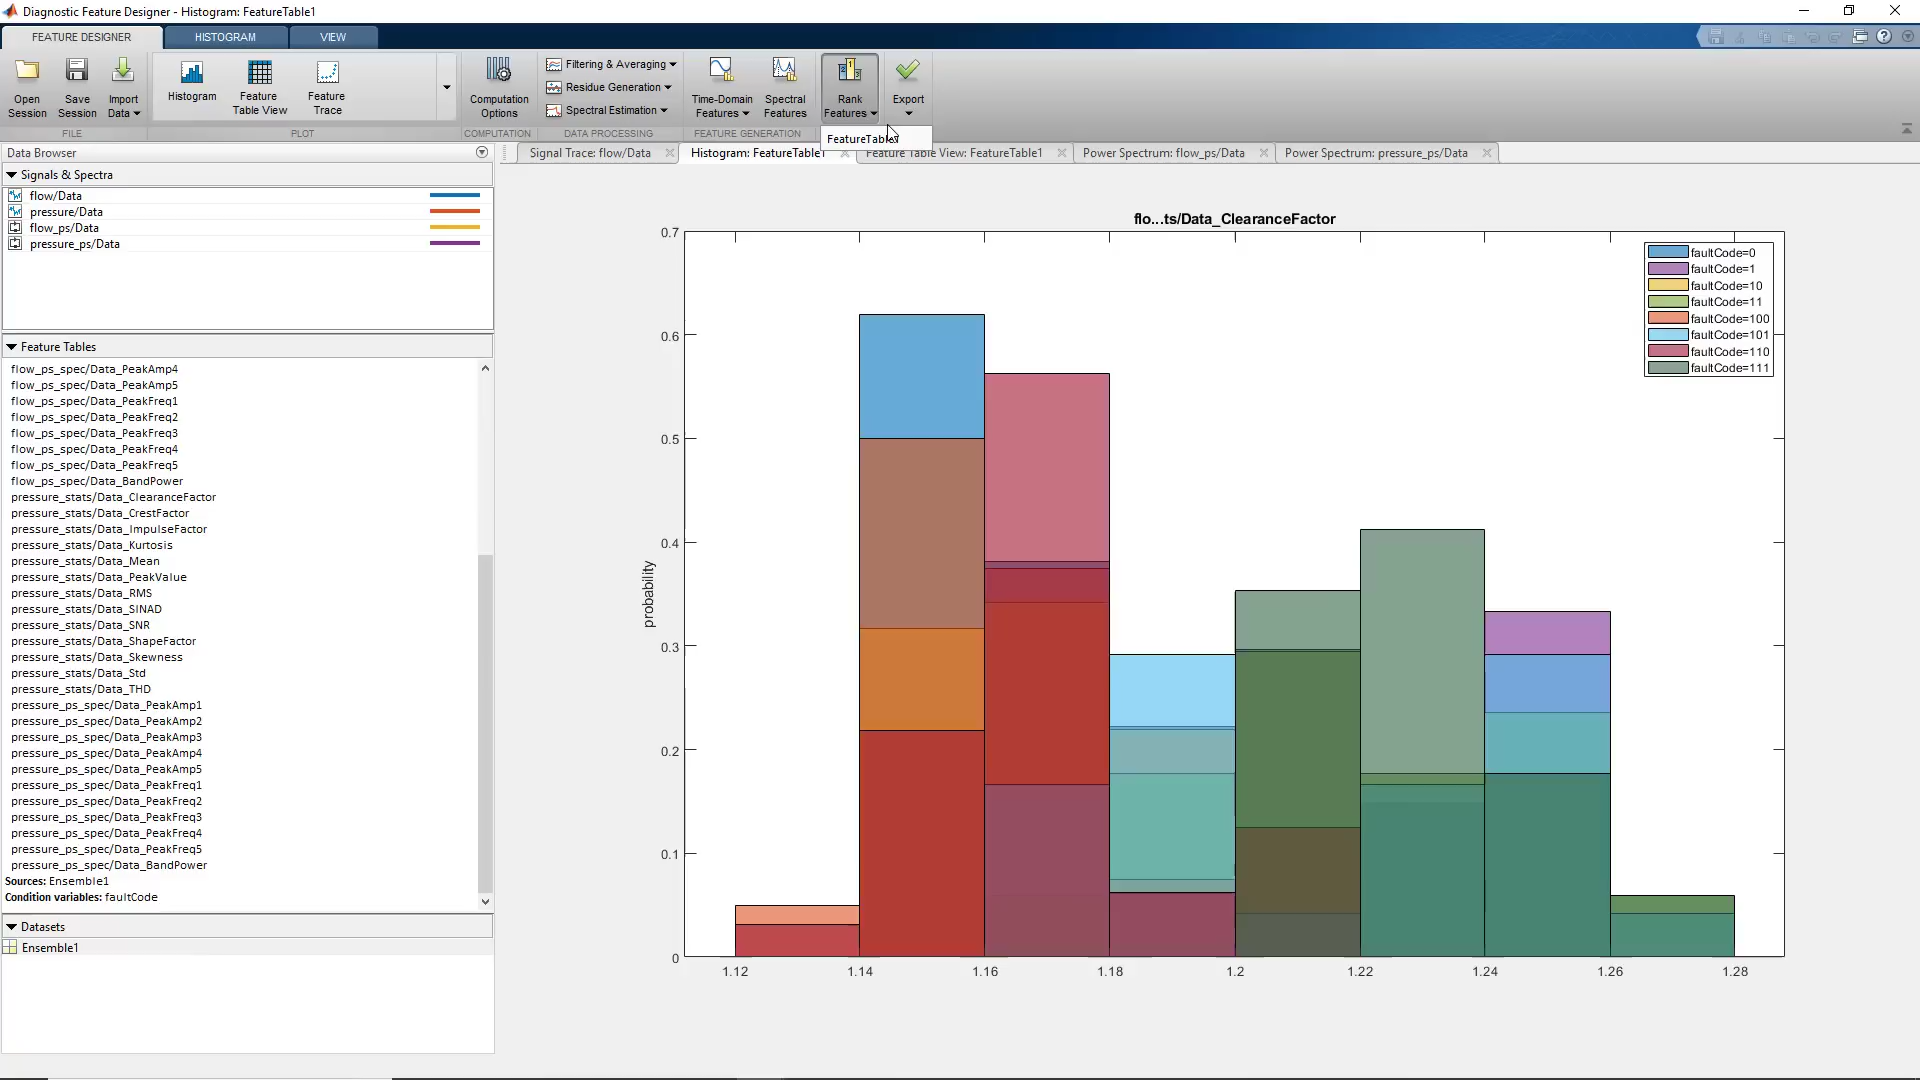 Diagnostic Feature Designer - Histogram: FeatureTable1
FEATURE DESIGNER
HISTOGRAM
VIEW
Open Session
Save Session
Import Data
Histogram
Feature Table View
Feature Trace
Computation Options
Filtering & Averaging
Residue Generation
Spectral Estimation
Time-Domain Features
Spectral Features
Rank Features
Export
FILE
PLOT
COMPUTATION
DATA PROCESSING
FEATURE GENERATION
FeatureTable1
Data Browser
Signal Trace: flow/Data
Histogram: FeatureTable1
Feature Table View: FeatureTable1
Power Spectrum: flow_ps/Data
Power Spectrum: pressure_ps/Data
Signals & Spectra
flow/Data
pressure/Data
flow_ps/Data
pressure_ps/Data
Feature Tables
flow_ps_spec/Data_PeakAmp4
flow_ps_spec/Data_PeakAmp5
flow_ps_spec/Data_PeakFreq1
flow_ps_spec/Data_PeakFreq2
flow_ps_spec/Data_PeakFreq3
flow_ps_spec/Data_PeakFreq4
flow_ps_spec/Data_PeakFreq5
flow_ps_spec/Data_BandPower
pressure_stats/Data_ClearanceFactor
pressure_stats/Data_CrestFactor
pressure_stats/Data_ImpulseFactor
pressure_stats/Data_Kurtosis
pressure_stats/Data_Mean
pressure_stats/Data_PeakValue
pressure_stats/Data_RMS
pressure_stats/Data_SINAD
pressure_stats/Data_SNR
pressure_stats/Data_ShapeFactor
pressure_stats/Data_Skewness
pressure_stats/Data_Std
pressure_stats/Data_THD
pressure_ps_spec/Data_PeakAmp1
pressure_ps_spec/Data_PeakAmp2
pressure_ps_spec/Data_PeakAmp3
pressure_ps_spec/Data_PeakAmp4
pressure_ps_spec/Data_PeakAmp5
pressure_ps_spec/Data_PeakFreq1
pressure_ps_spec/Data_PeakFreq2
pressure_ps_spec/Data_PeakFreq3
pressure_ps_spec/Data_PeakFreq4
pressure_ps_spec/Data_PeakFreq5
pressure_ps_spec/Data_BandPower
Sources: Ensemble1
Condition variables: faultCode
Datasets
Ensemble1
flo...ts/Data_ClearanceFactor
probability
0.7
0.6
0.5
0.4
0.3
0.2
0.1
0
1.12
1.14
1.16
1.18
1.2
1.22
1.24
1.26
1.28
faultCode=0
faultCode=1
faultCode=10
faultCode=11
faultCode=100
faultCode=101
faultCode=110
faultCode=111